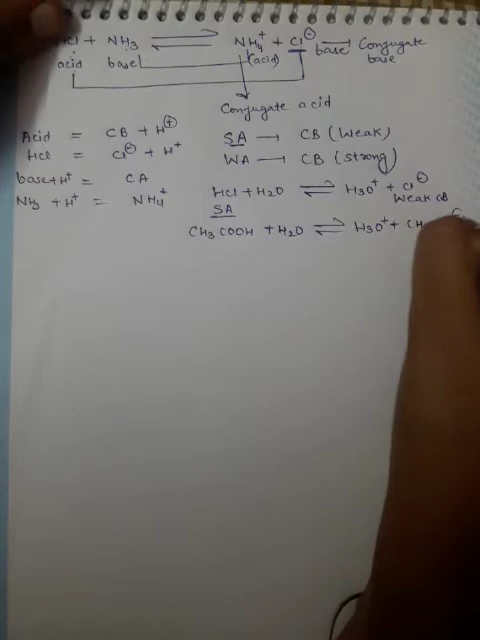 HCl + NH3 ⇌ NH4+ + Cl⊖ base → Conjugate base
acid base (acid)
Conjugate acid
Acid = CB + H⊕
HCl = Cl⊖ + H+
base + H+ = CA
NH3 + H+ = NH4+
SA → CB (Weak)
WA → CB (strong)
HCl + H2O ⇌ H3O+ + Cl⊖
SA Weak CB
CH3COOH + H2O ⇌ H3O+ + CH